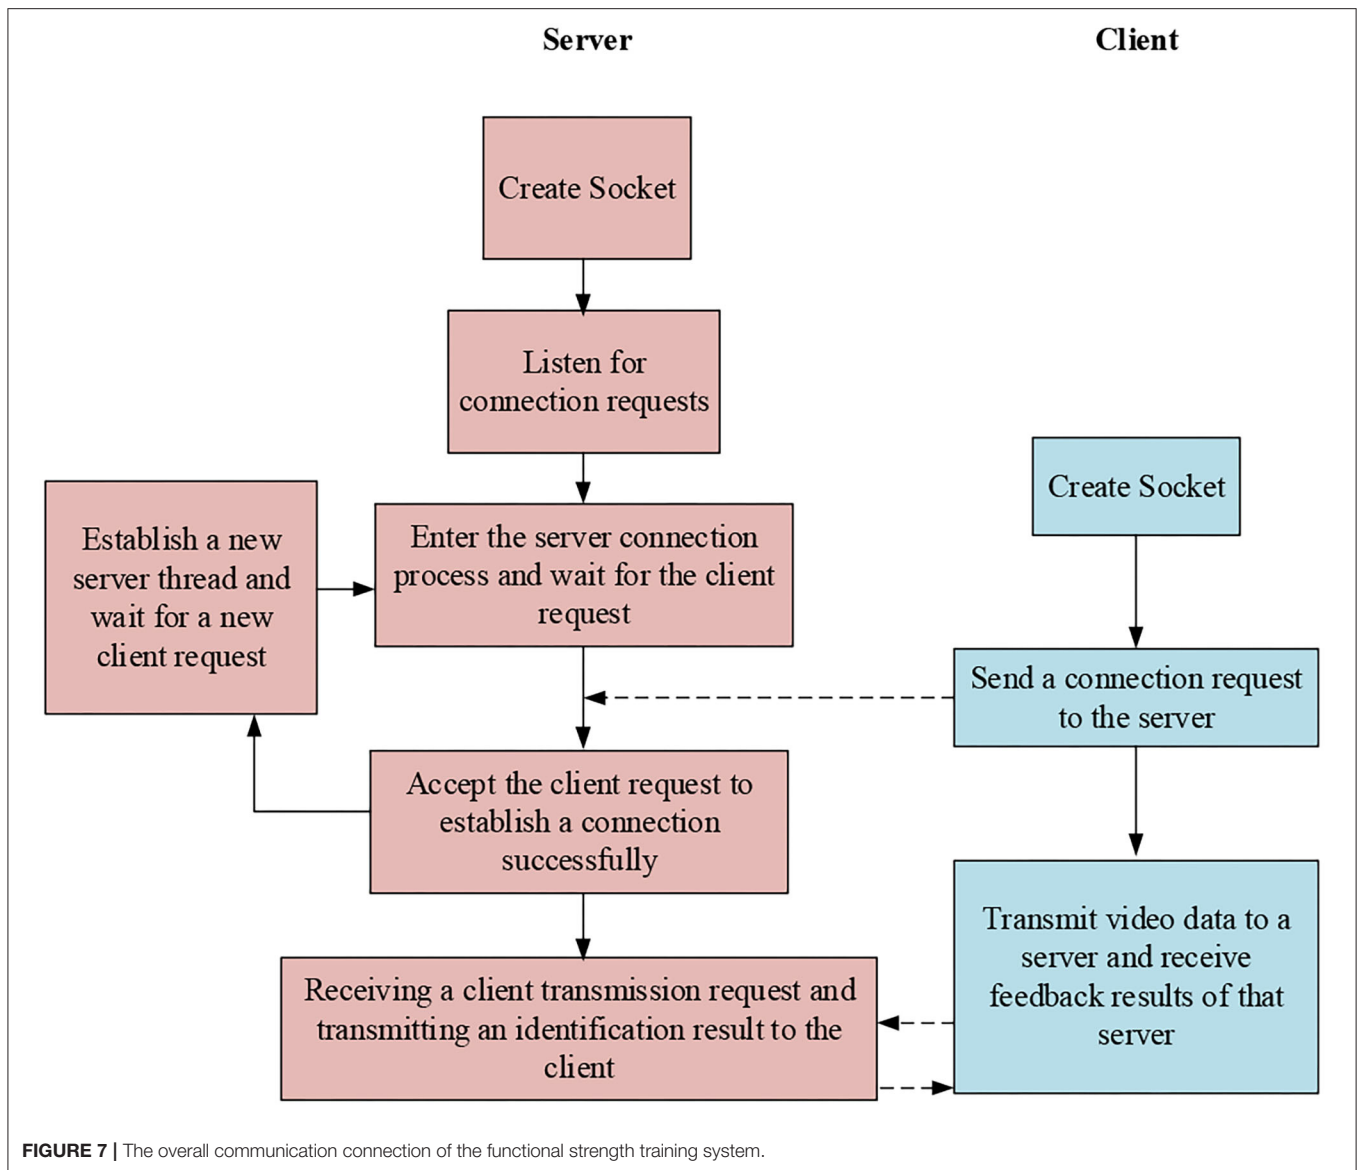 Server
Client
Create Socket
Listen for
connection requests
Create Socket
Establish a new
server thread and
wait for a new
client request
Enter the server connection
process and wait for the client
request
Send a connection request
to the server
Accept the client request to
establish a connection
successfully
Transmit video data to a
server and receive
feedback results of that
server
Receiving a client transmission request and
transmitting an identification result to the
client
FIGURE 7 | The overall communication connection of the functional strength training system.